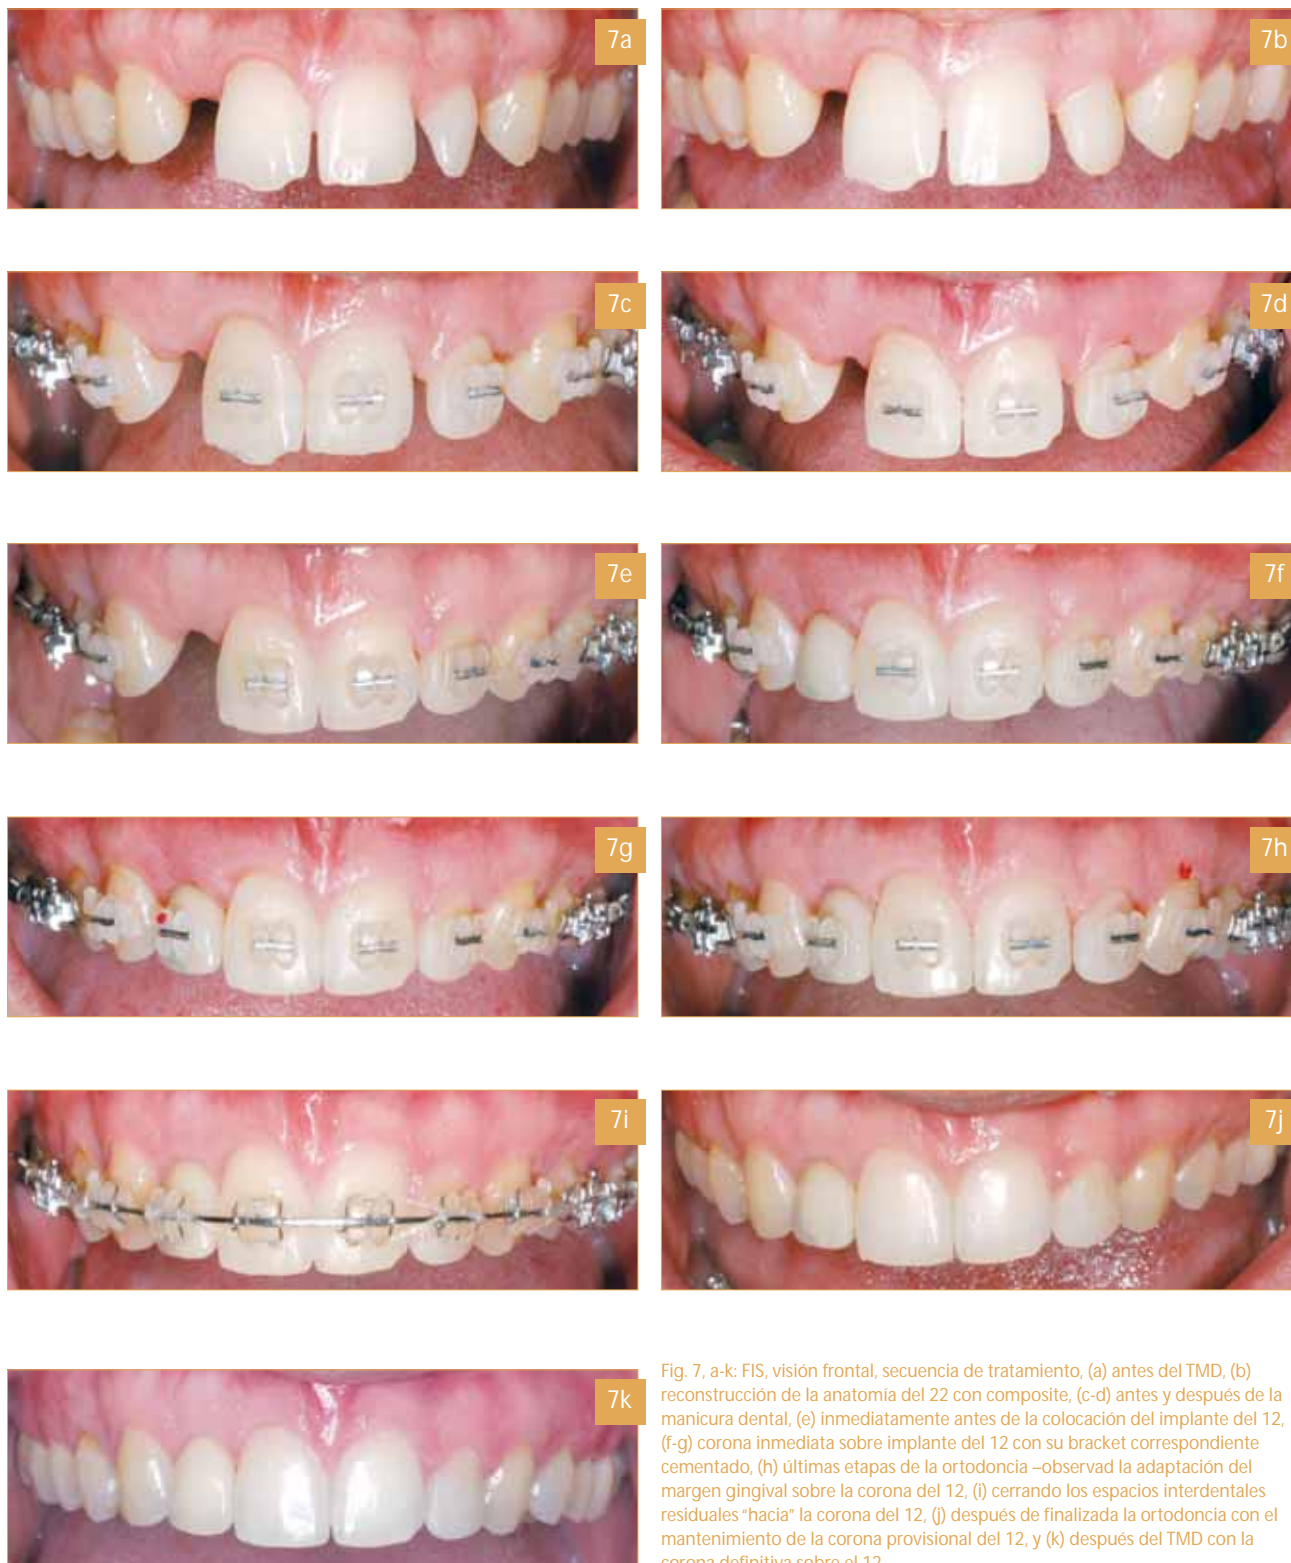 7a
7b
7c
7d
7e
7f
7g
7h
7i
7j
7k
Fig. 7, a-k: FIS, visión frontal, secuencia de tratamiento, (a) antes del TMD, (b)
reconstrucción de la anatomía del 22 con composite, (c-d) antes y después de la
manicura dental, (e) inmediatamente antes de la colocación del implante del 12,
(f-g) corona inmediata sobre implante del 12 con su bracket correspondiente
cementado, (h) últimas etapas de la ortodoncia –observad la adaptación del
margen gingival sobre la corona del 12, (i) cerrando los espacios interdentales
residuales “hacia” la corona del 12, (j) después de finalizada la ortodoncia con el
mantenimiento de la corona provisional del 12, y (k) después del TMD con la
corona definitiva sobre el 12